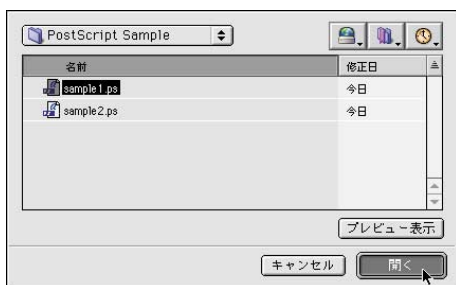 PostScript Sample
名前 修正日
sample1.ps 今日
sample2.ps 今日
プレビュー表示
キャンセル 開く